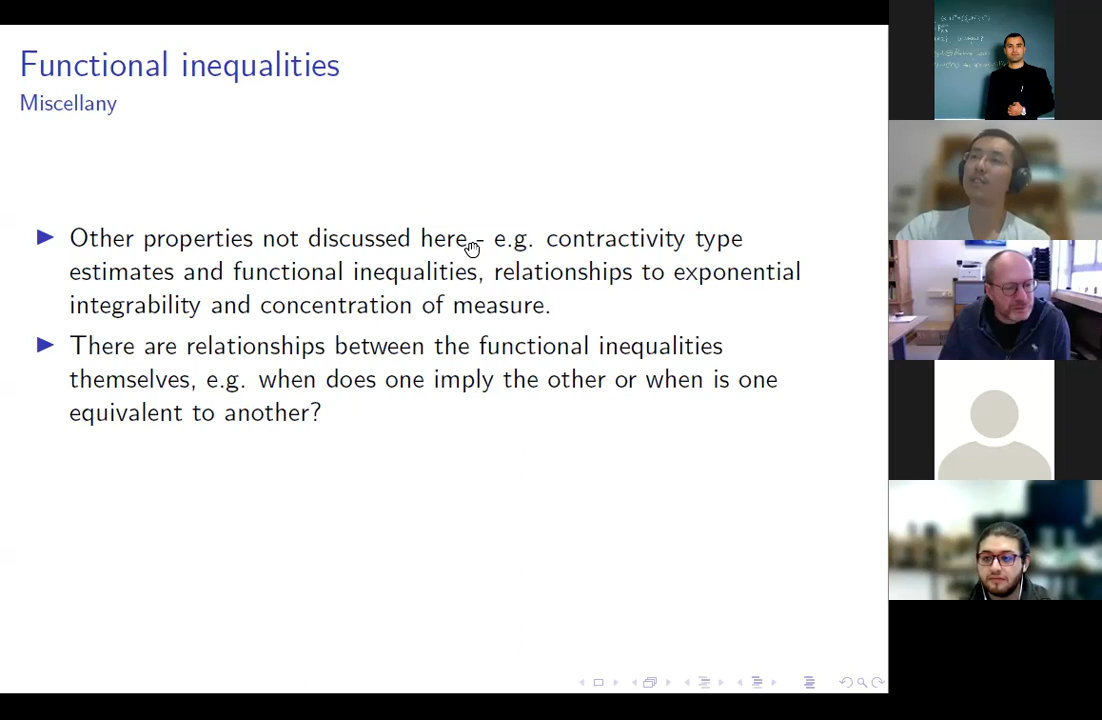 Functional inequalities
Miscellany
Other properties not discussed here - e.g. contractivity type
estimates and functional inequalities, relationships to exponential
integrability and concentration of measure.
There are relationships between the functional inequalities
themselves, e.g. when does one imply the other or when is one
equivalent to another?